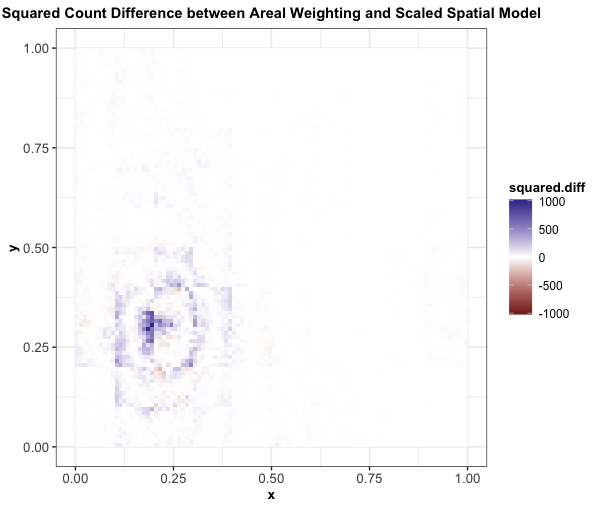 Squared Count Difference between Areal Weighting and Scaled Spatial Model
1.00
0.75
0.50
0.25
0.00
y
0.00 0.25 0.50 0.75 1.00
x
squared.diff
1000
500
0
-500
-1000